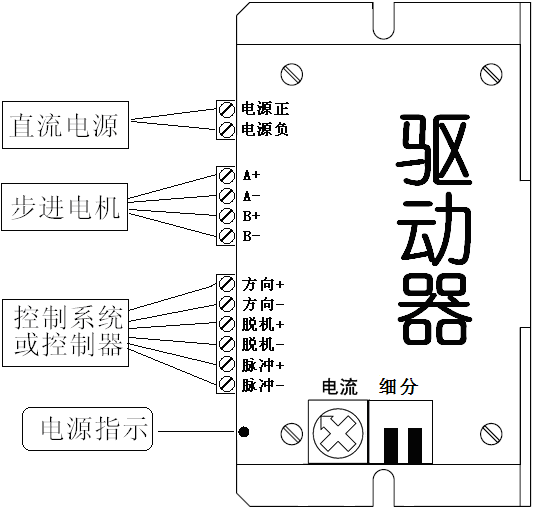 直流电源
电源正
电源负
步进电机
A+
A-
B+
B-
控制系统
或控制器
方向+
方向-
脱机+
脱机-
脉冲+
脉冲-
电源指示
驱动器
电流 细分